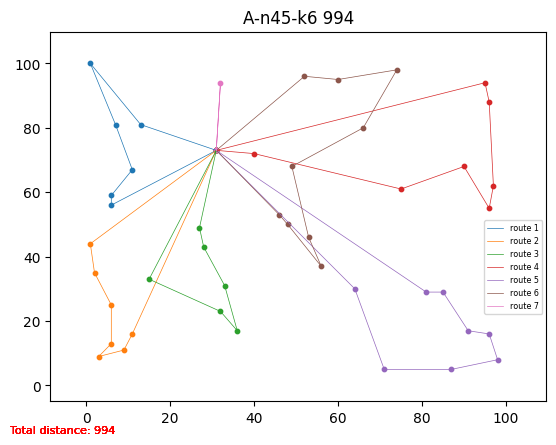 A-n45-k6 994
100
80
60
40
20
0
0 20 40 60 80 100
route 1
route 2
route 3
route 4
route 5
route 6
route 7
Total distance: 994